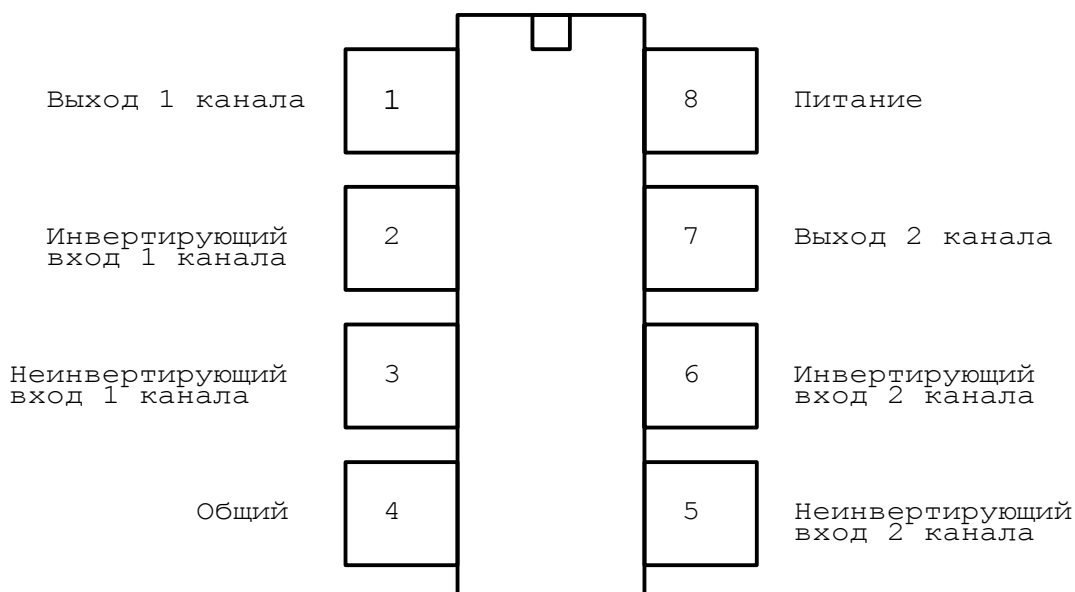 Выход 1 канала
1
8
Питание
Инвертирующий
вход 1 канала
2
7
Выход 2 канала
Неинвертирующий
вход 1 канала
3
6
Инвертирующий
вход 2 канала
Общий
4
5
Неинвертирующий
вход 2 канала